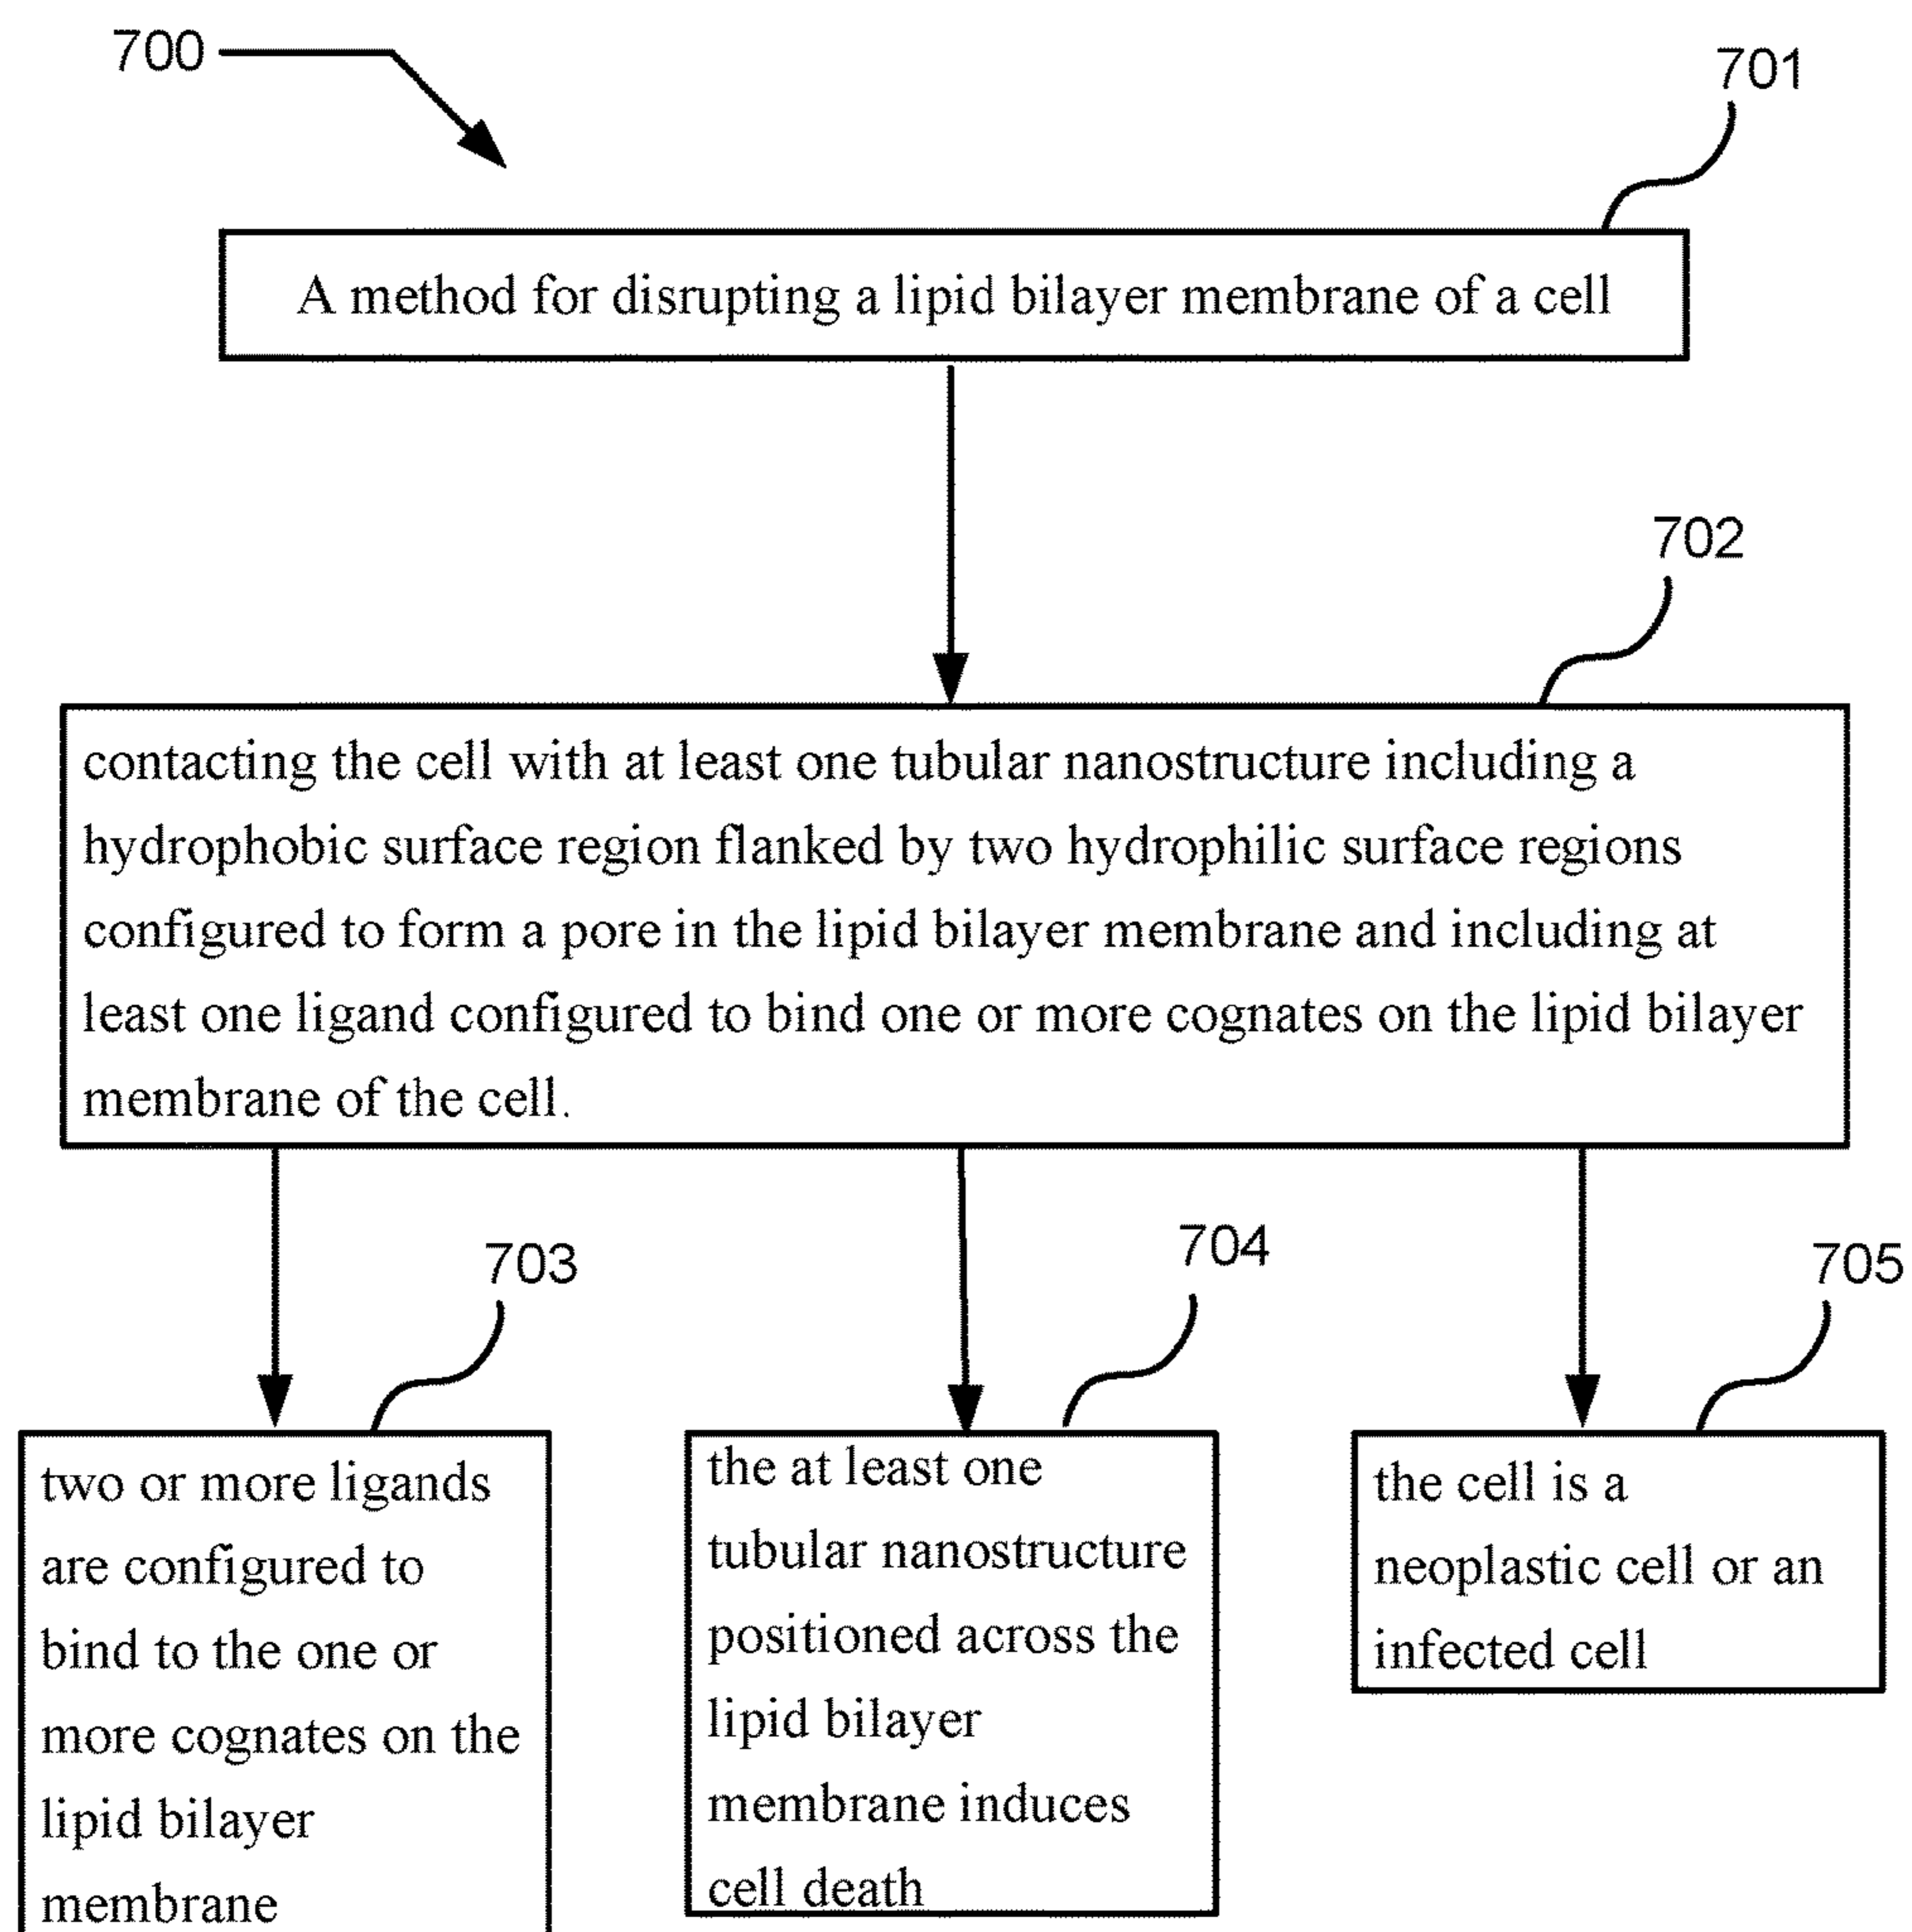 700
701
A method for disrupting a lipid bilayer membrane of a cell
702
contacting the cell with at least one tubular nanostructure including a
hydrophobic surface region flanked by two hydrophilic surface regions
configured to form a pore in the lipid bilayer membrane and including at
least one ligand configured to bind one or more cognates on the lipid bilayer
membrane of the cell.
703
704
705
two or more ligands
are configured to
bind to the one or
more cognates on the
lipid bilayer
membrane
the at least one
tubular nanostructure
positioned across the
lipid bilayer
membrane induces
cell death
the cell is a
neoplastic cell or an
infected cell